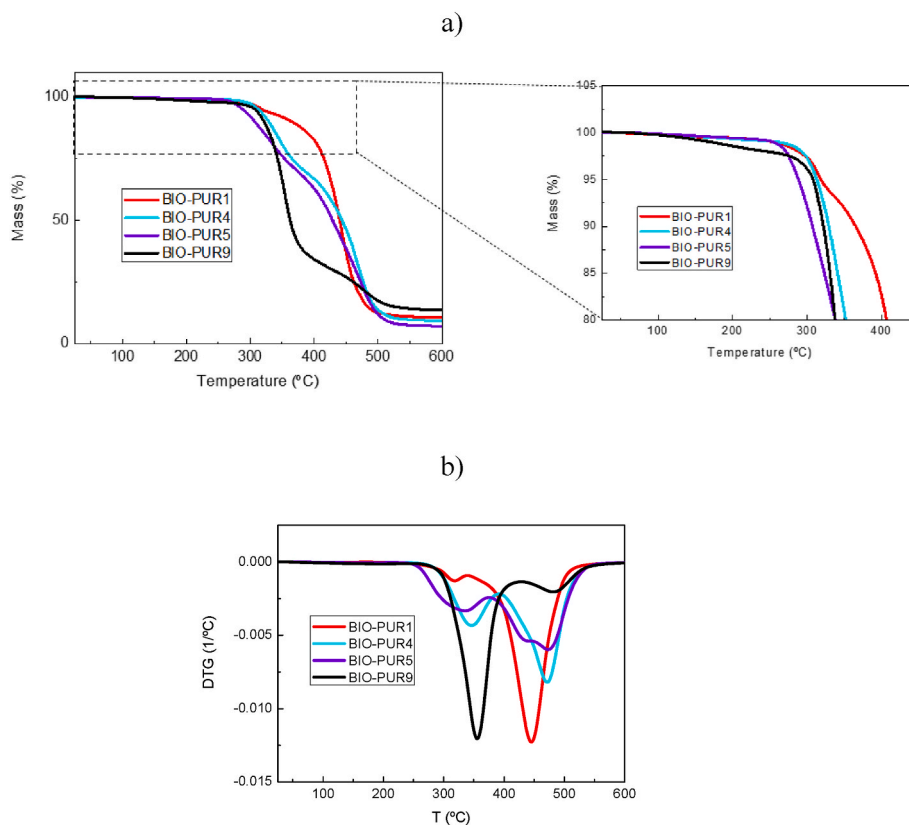 a)
100
50
0
Mass (%)
100 200 300 400 500 600
Temperature (ºC)
BIO-PUR1
BIO-PUR4
BIO-PUR5
BIO-PUR9
105
100
95
90
85
80
Mass (%)
100 200 300 400
Temperature (ºC)
BIO-PUR1
BIO-PUR4
BIO-PUR5
BIO-PUR9
b)
0.000
-0.005
-0.010
-0.015
DTG (1/ºC)
100 200 300 400 500 600
T (ºC)
BIO-PUR1
BIO-PUR4
BIO-PUR5
BIO-PUR9